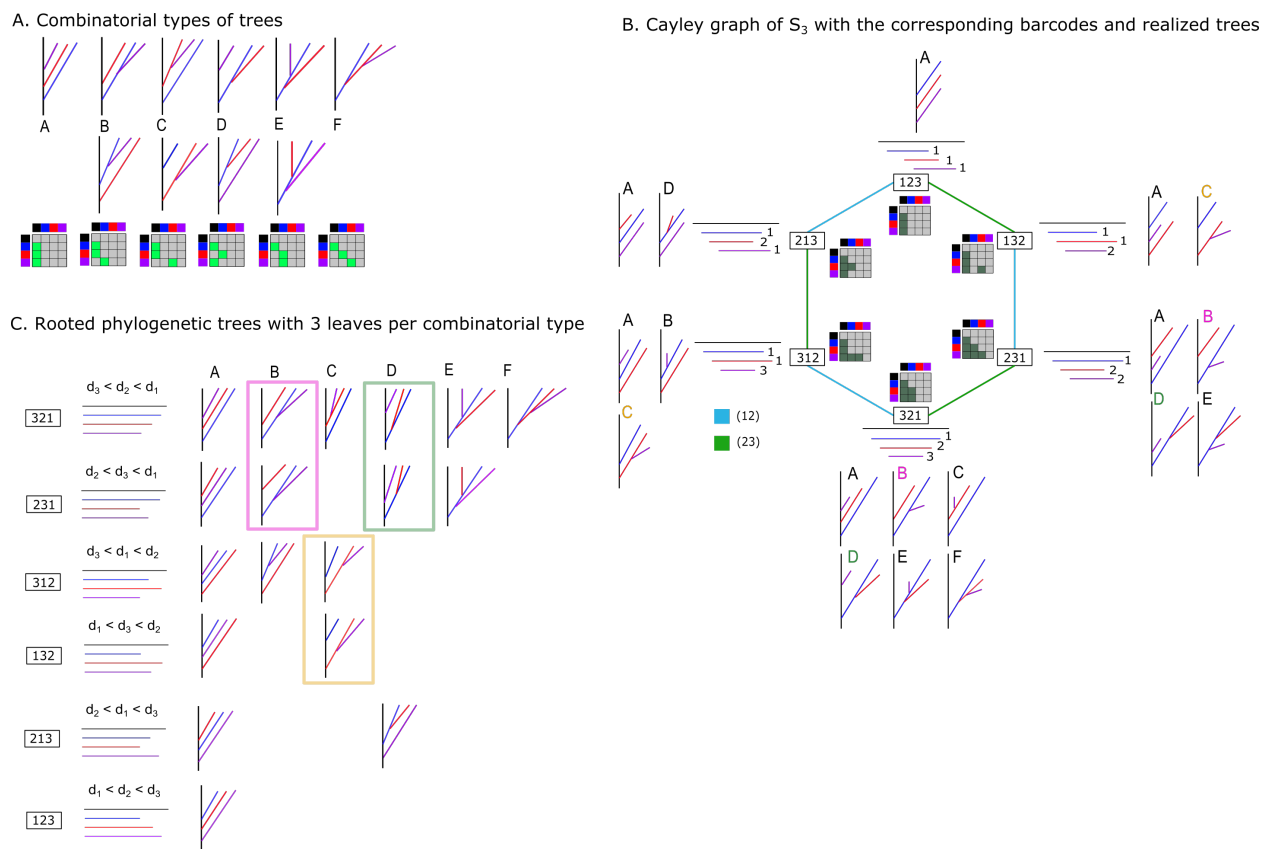 A. Combinatorial types of trees
A B C D E F
B. Cayley graph of S3 with the corresponding barcodes and realized trees
A
1
1
1
123
A D
1
2
1
213
A C
1
1
2
132
A B
C
1
1
3
312
A B
D E
1
2
2
231
321
1
2
3
(12)
(23)
A B C
D E F
C. Rooted phylogenetic trees with 3 leaves per combinatorial type
A B C D E F
321 d3 < d2 < d1
231 d2 < d3 < d1
312 d3 < d1 < d2
132 d1 < d3 < d2
213 d2 < d1 < d3
123 d1 < d2 < d3